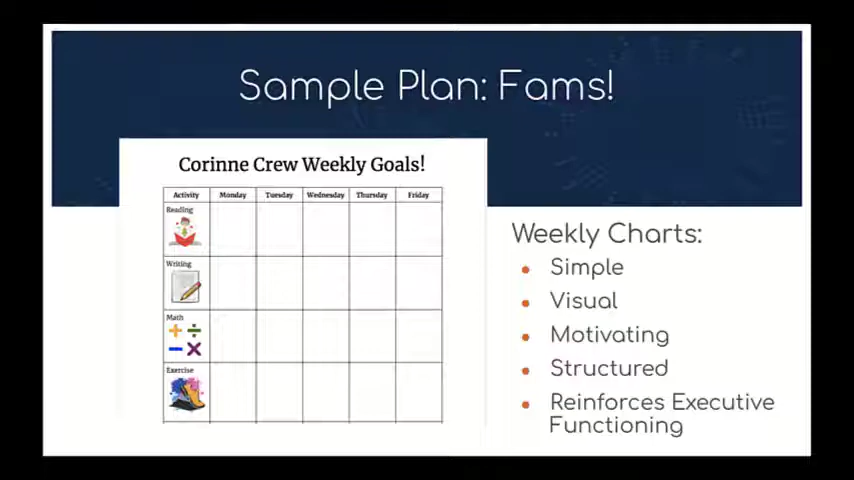 Sample Plan: Fams!
Corinne Crew Weekly Goals!
Activity Monday Tuesday Wednesday Thursday Friday
Reading
Writing
Math
Exercise
Weekly Charts:
Simple
Visual
Motivating
Structured
Reinforces Executive
Functioning